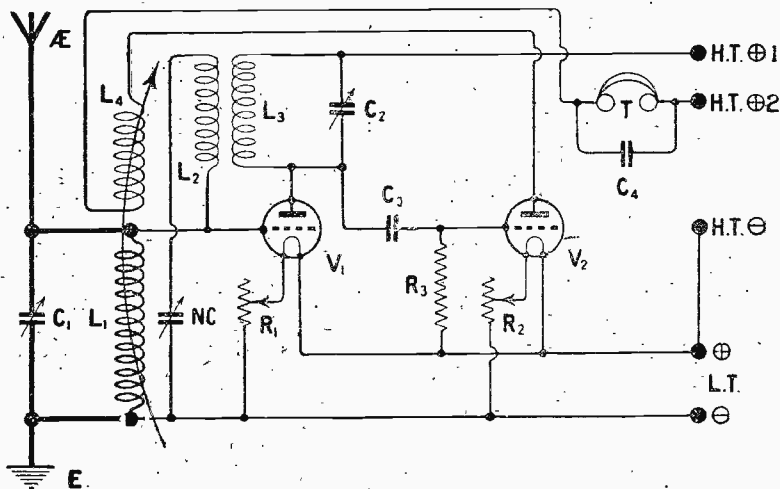 Æ
H.T. ⊕1
L4
L3
C2
T
H.T. ⊕2
L2
C4
C3
V1
V2
H.T. ⊖
C1
L1
NC
R1
R3
R2
⊕
L.T.
⊖
E